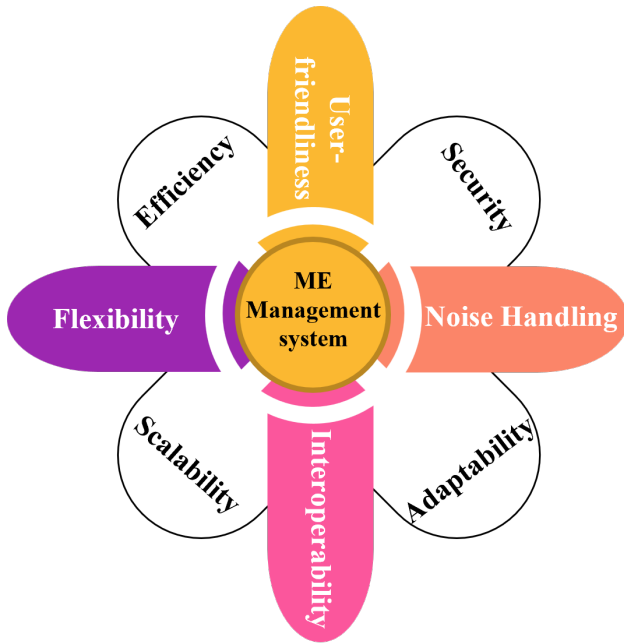 User-
friendliness
Efficiency
Security
Flexibility
ME
Management
system
Noise Handling
Scalability
Interoperability
Adaptability